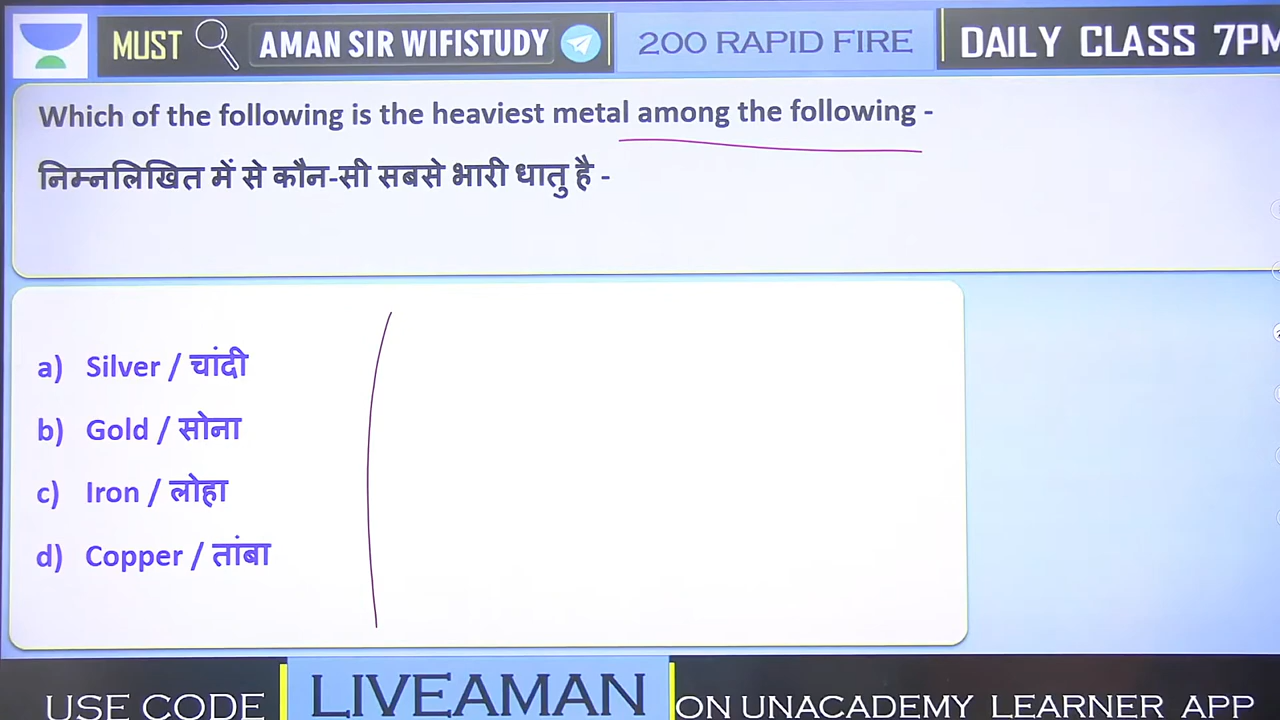 MUST AMAN SIR WIFISTUDY 200 RAPID FIRE DAILY CLASS 7PM
Which of the following is the heaviest metal among the following -
निम्नलिखित में से कौन-सी सबसे भारी धातु है -
a) Silver / चांदी
b) Gold / सोना
c) Iron / लोहा
d) Copper / तांबा
USE CODE LIVEAMAN ON UNACADEMY LEARNER APP